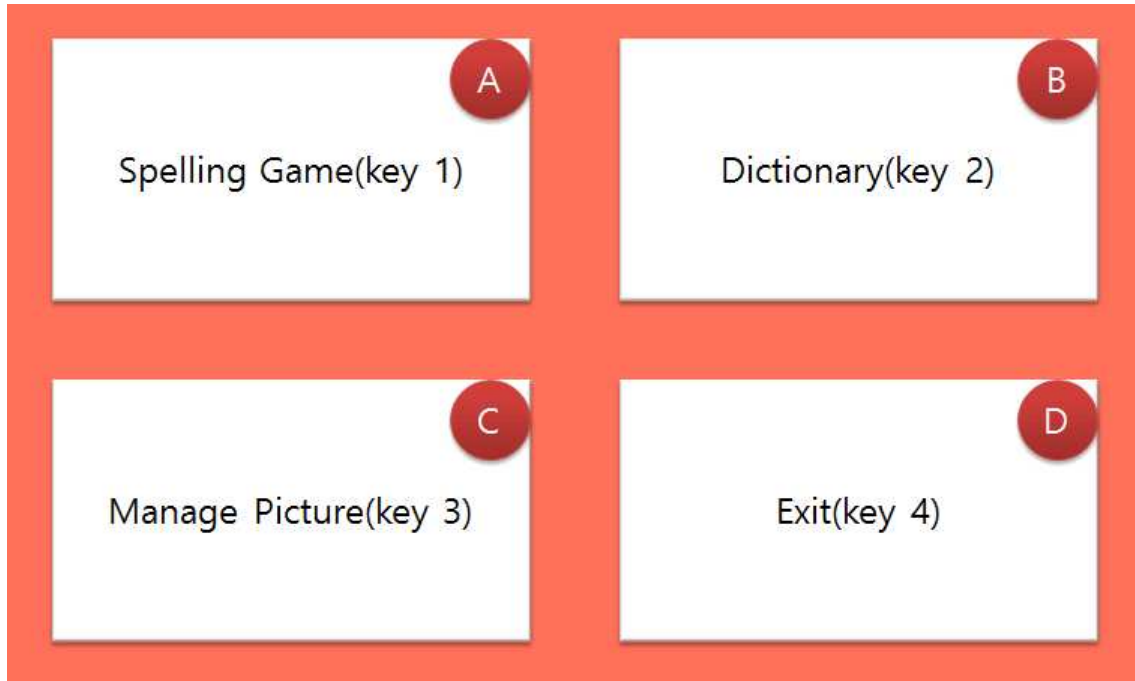 A
Spelling Game(key 1)
B
Dictionary(key 2)
C
Manage Picture(key 3)
D
Exit(key 4)